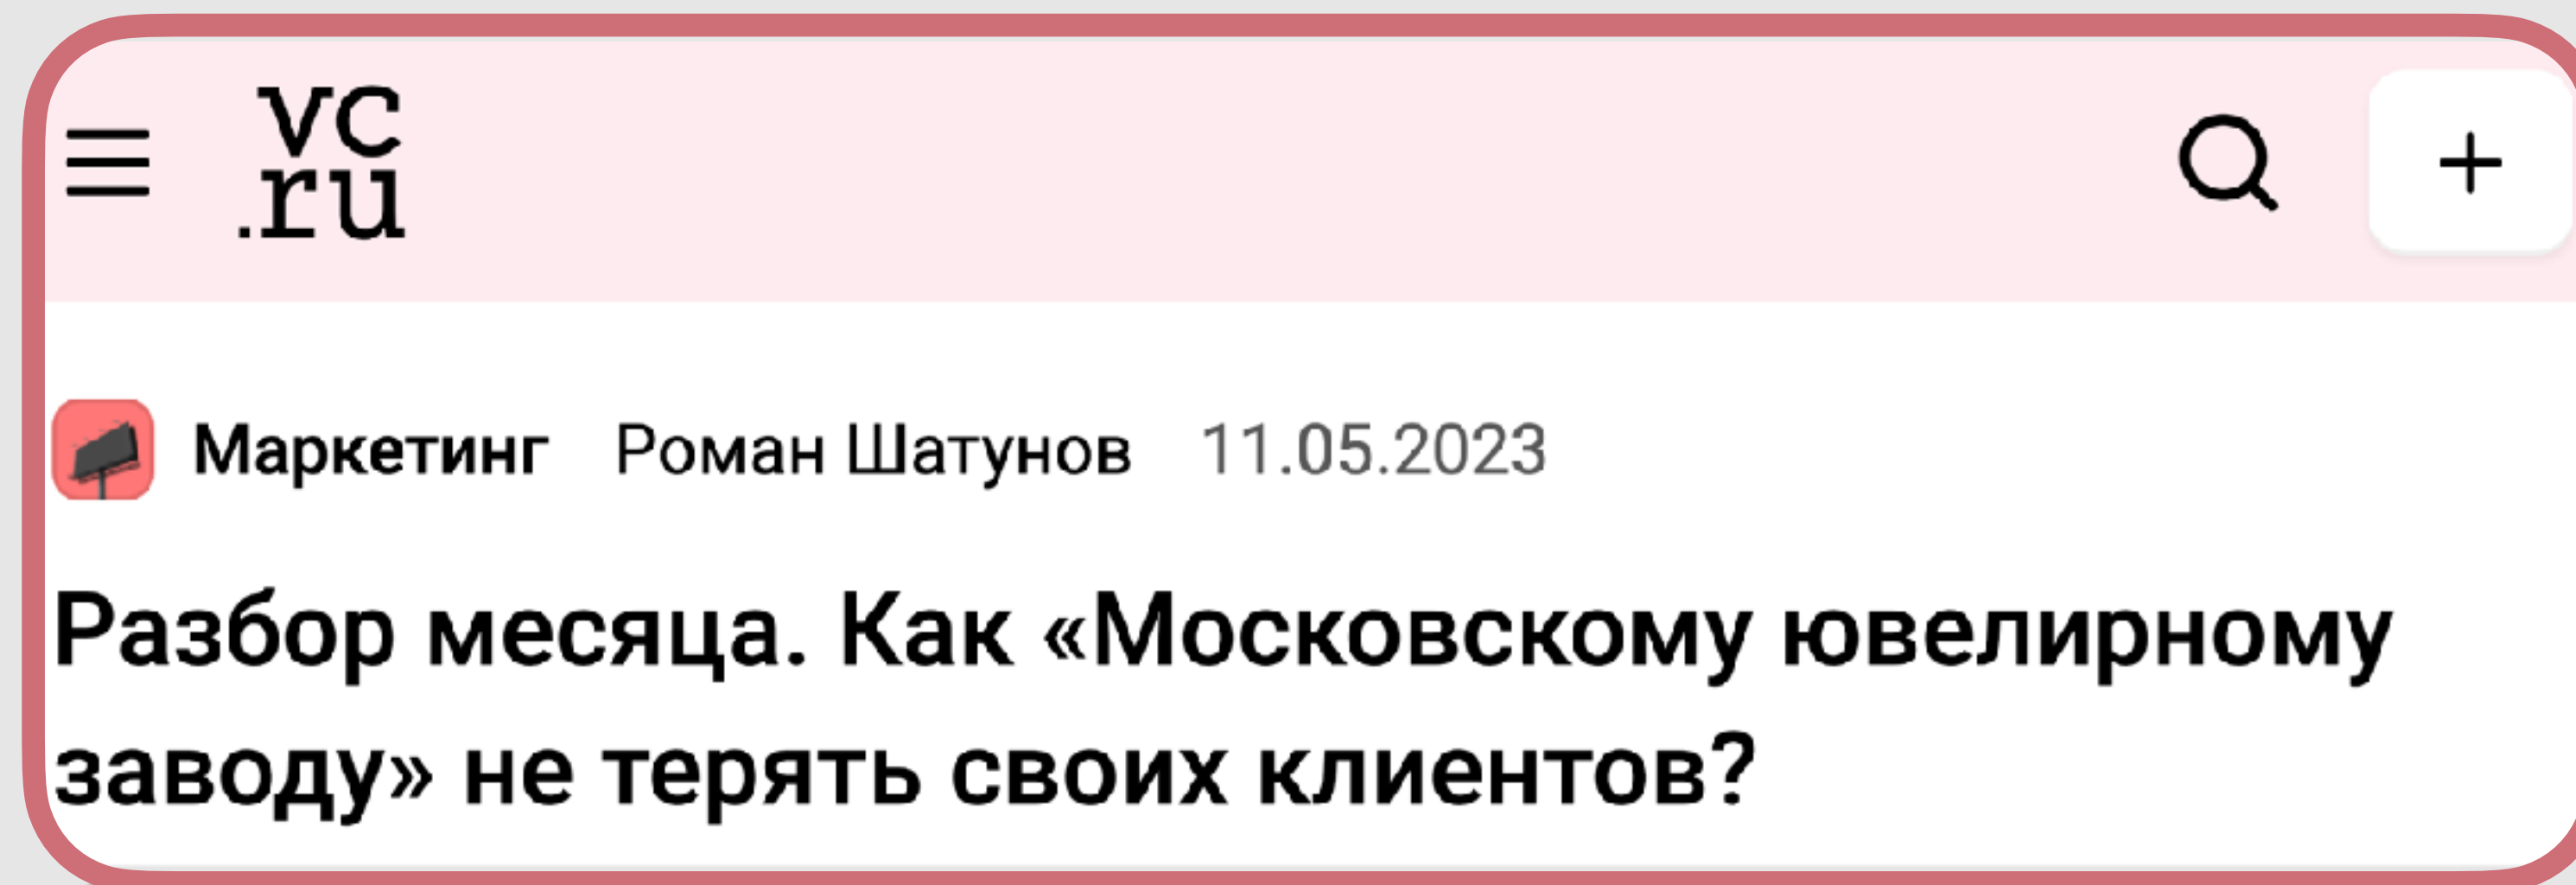 vc
.ru
Маркетинг Роман Шатунов 11.05.2023
Разбор месяца. Как «Московскому ювелирному
заводу» не терять своих клиентов?